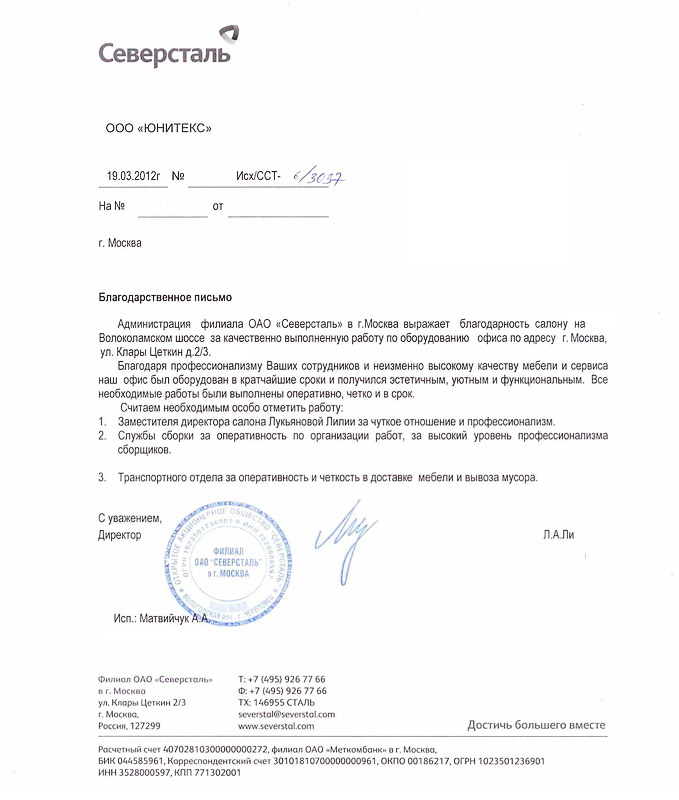 Северсталь
ООО «ЮНИТЕКС»
19.03.2012г № Исх/ССТ- 6/3037
На № от
г. Москва
Благодарственное письмо
Администрация филиала ОАО «Северсталь» в г.Москва выражает благодарность салону на
Волоколамском шоссе за качественно выполненную работу по оборудованию офиса по адресу г. Москва,
ул. Клары Цеткин д.2/3.
Благодаря профессионализму Ваших сотрудников и неизменно высокому качеству мебели и сервиса
наш офис был оборудован в кратчайшие сроки и получился эстетичным, уютным и функциональным. Все
необходимые работы были выполнены оперативно, четко и в срок.
Считаем необходимым особо отметить работу:
1. Заместителя директора салона Лукьяновой Лилии за чуткое отношение и профессионализм.
2. Службы сборки за оперативность по организации работ, за высокий уровень профессионализма
сборщиков.
3. Транспортного отдела за оперативность и четкость в доставке мебели и вывоза мусора.
С уважением,
Директор Л.А.Ли
ОТКРЫТОЕ АКЦИОНЕРНОЕ ОБЩЕСТВО "СЕВЕРСТАЛЬ"
ОГРН 1023501236901
ФИЛИАЛ
ОАО "СЕВЕРСТАЛЬ"
в г. МОСКВА
Исп.: Матвийчук А.А.
Филиал ОАО «Северсталь»
в г. Москва
ул. Клары Цеткин 2/3
г. Москва,
Россия, 127299
Т: +7 (495) 926 77 66
Ф: +7 (495) 926 77 66
ТХ: 146955 СТАЛЬ
severstal@severstal.com
www.severstal.com
Достичь большего вместе
Расчетный счет 40702810300000000272, филиал ОАО «Меткомбанк» в г. Москва,
БИК 044585961, Корреспондентский счет 30101810700000000961, ОКПО 00186217, ОГРН 1023501236901
ИНН 3528000597, КПП 771302001